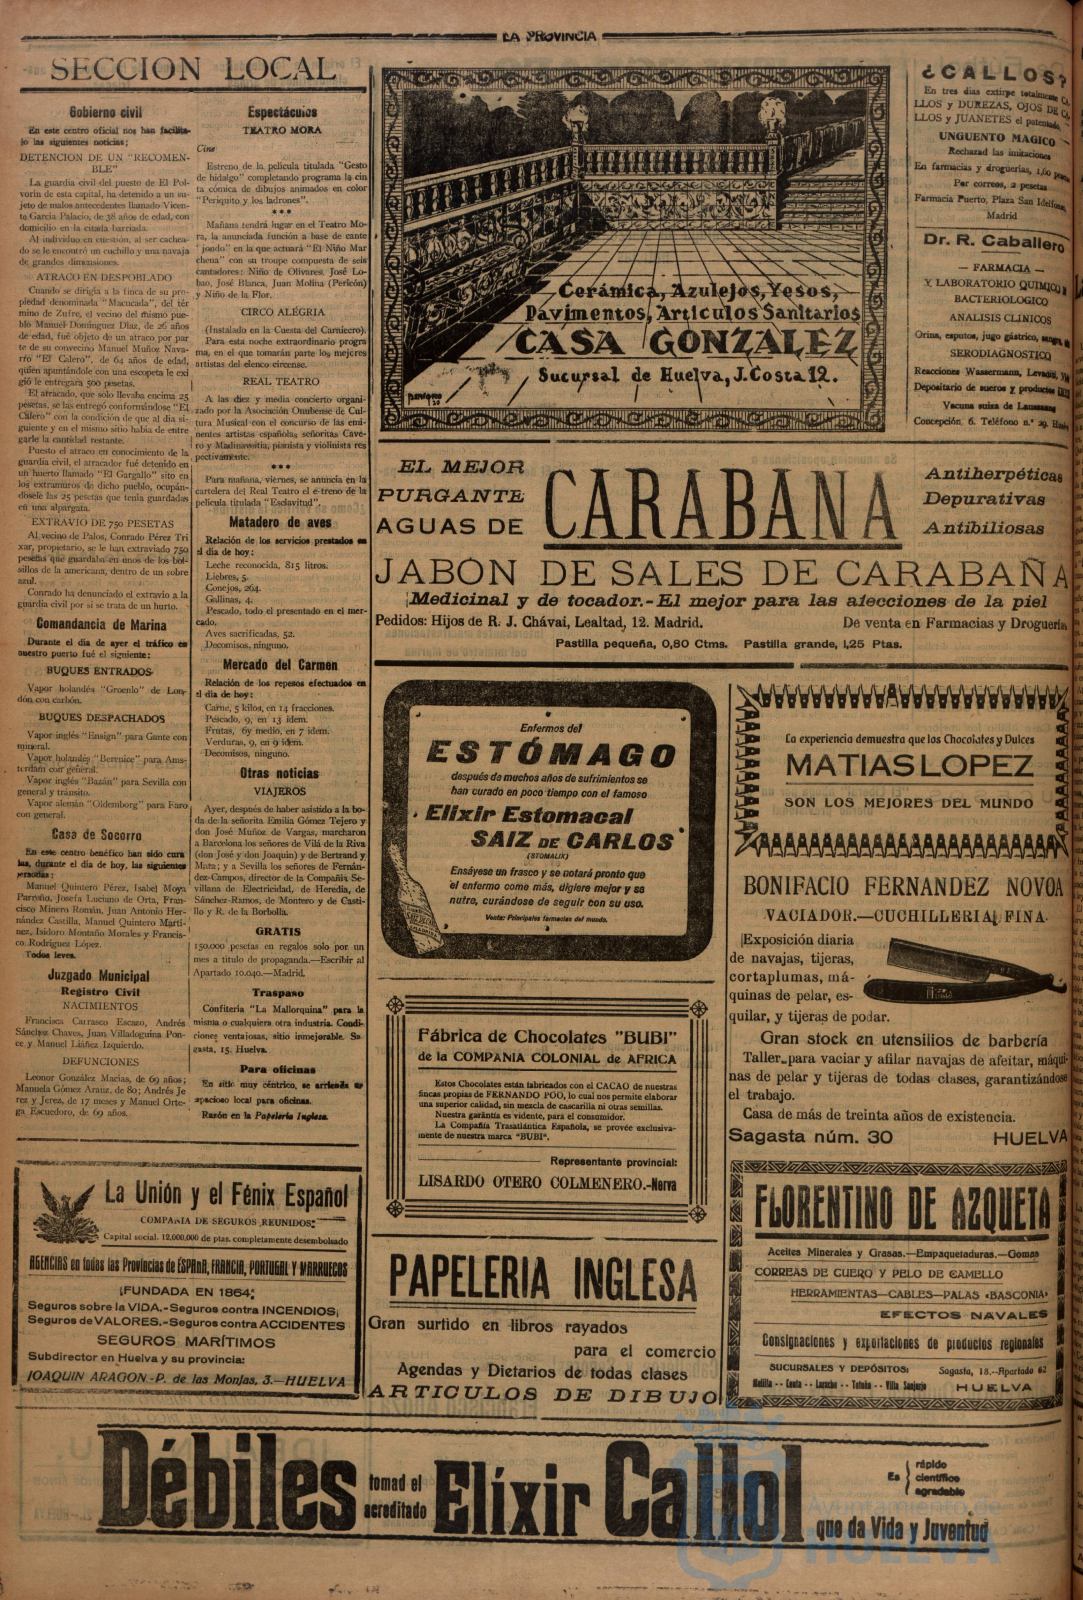 LA PROVINCIA
SECCION LOCAL
Gobierno civil
En este centro oficial nos han facilita-
do las siguientes noticias;
DETENCION DE UN "RECOMEN-
BLE"
La guardia civil del puesto de El Pol-
vorín de esta capital, ha detenido a un su-
jeto de malos antecedentes llamado Vicen-
te García Palacio, de 38 años de edad, con
domicilio en la citada barriada.
Al individuo en cuestión, al ser cachea-
do se le encontró un cuchillo y una navaja
de grandes dimensiones.
ATRACO EN DESPOBLADO
Cuando se dirigía a la finca de su pro-
piedad denominada "Macucada", del tér
mino de Zufre, el vecino del mismo pue-
blo Manuel Domínguez Díaz, de 26 años
de edad, fué objeto de un atraco por par
te de su convecino Manuel Muñoz Nava-
rro "El Calero", de 64 años de edad,
quien apuntándole con una escopeta le exi
gió le entregara 500 pesetas.
El atracado, que solo llevaba encima 25
pesetas, se las entregó conformándose "El
Calero" con la condición de que al día si-
guiente y en el mismo sitio había de entre
garle la cantidad restante.
Puesto el atraco en conocimiento de la
guardia civil, el atracador fué detenido en
un huerto llamada "El Gargallo" sito en
los extramuros de dicho pueblo, ocupán-
dosele las 25 pesetas que tenía guardadas
en una alpargata.
EXTRAVIO DE 750 PESETAS
Al vecino de Palos, Conrado Pérez Tri
xar, propietario, se le han extraviado 750
pesetas que guardaba en unos de los bol-
sillos de la americana, dentro de un sobre
azul.
Conrado ha denunciado el extravío a la
guardia civil por si se trata de un hurto.
Comandancia de Marina
Durante el día de ayer el tráfico en
nuestro puerto fué el siguiente:
BUQUES ENTRADOS
Vapor holandés "Groenlo" de Lon-
dón con carbón.
BUQUES DESPACHADOS
Vapor inglés "Ensign" para Gante con
mineral.
Vapor holandés "Berenice" para Ams-
terdam con general.
Vapor inglés "Bazán" para Sevilla con
general y tránsito.
Vapor alemán "Oldemborg" para Faro
con general.
Casa de Socorro
En este centro benéfico han sido cura
das, durante el día de hoy, las siguientes
personas:
Manuel Quintero Pérez, Isabel Moya
Parreño, Josefa Luciano de Orta, Fran-
cisco Minero Román, Juan Antonio Her-
nández Castilla, Manuel Quintero Martí-
nez, Isidoro Montaño Morales y Francis-
co Rodríguez López.
Todos leves.
Juzgado Municipal
Registro Civil
NACIMIENTOS
Francisca Carrasco Escazo, Andrés
Sánchez Chaves, Juan Villadoguina Pon-
ce y Manuel Liáñez Izquierdo.
DEFUNCIONES
Leonor González Macías, de 69 años;
Manuela Gómez Arauz, de 80; Andrés Je
rez y Jerez, de 17 meses y Manuel Orte-
ga Escuedoro, de 69 años.
Espectáculos
TEATRO MORA
Cine
Estreno de la película titulada "Gesto
de hidalgo" completando programa la cin
ta cómica de dibujos animados en color
"Periquito y los ladrones".
***
Mañana tendrá lugar en el Teatro Mo-
ra, la anunciada función a base de cante
"jondo" en la que actuará "El Niño Mar
chena" con su troupe compuesta de seis
cantadores: Niño de Olivares, José Lo-
bao, José Blanca, Juan Molina (Pericón)
y Niño de la Flor.
CIRCO ALEGRIA
(Instalado en la Cuesta del Carnicero).
Para esta noche extraordinario progra
ma, en el que tomarán parte los mejores
artistas del elenco circense.
REAL TEATRO
A las diez y media concierto organi-
zado por la Asociación Onubense de Cul-
tura Musical con el concurso de las emi-
nentes artistas españolas, señoritas Cave-
ro y Madinaveitia, pianista y violinista res
pectivamente.
***
Para mañana, viernes, se anuncia en la
cartelera del Real Teatro el estreno de la
película titulada "Esclavitud".
Matadero de aves
Relación de los servicios prestados en
el día de hoy:
Leche reconocida, 815 litros.
Liebres, 5.
Conejos, 264.
Gallinas, 4.
Pescado, todo el presentado en el mer-
cado.
Aves sacrificadas, 52.
Decomisos, ninguno.
Mercado del Carmen
Relación de los repesos efectuados en
el día de hoy:
Carne, 5 kilos, en 14 fracciones.
Pescado, 9, en 13 idem.
Frutas, 67 medio, en 7 idem.
Verduras, 9, en 9 idem.
Decomisos, ninguno.
Otras noticias
VIAJEROS
Ayer, después de haber asistido a la bo-
da de la señorita Emilia Gómez Tejero y
don José Muñoz de Vargas, marcharon
a Barcelona los señores de Vilá de la Riva
(don José y don Joaquín) y de Bertrand y
Mata; y a Sevilla los señores de Fernán-
dez-Campos, director de la Compañía Se-
villana de Electricidad, de Heredia, de
Sánchez-Ramos, de Montero y de Casti-
llo y R. de la Borbolla.
GRATIS
150.000 pesetas en regalos solo por un
mes a título de propaganda.—Escribir al
Apartado 10.040.—Madrid.
Traspaso
Confitería "La Mallorquina" para la
misma o cualquiera otra industria. Condi-
ciones ventajosas, sitio inmejorable. Sa-
gasta, 15. Huelva.
Para oficinas
En sitio muy céntrico, se arrienda
espacioso local para oficinas.
Razón en la Papelería Inglesa.
Cerámica, Azulejos, Yesos,
Pavimentos, Artículos Sanitarios
CASA GONZALEZ
Sucursal de Huelva, J. Costa 12.
¿CALLOS?
En tres días extirpe totalmente CA-
LLOS y DUREZAS, OJOS DE GA-
LLOS y JUANETES el patentado
UNGUENTO MAGICO
Rechazad las imitaciones
En farmacias y droguerías, 1,60 pesetas
Por correos, 2 pesetas
Farmacia Puerto, Plaza San Ildefonso
Madrid
Dr. R. Caballero
— FARMACIA —
Y LABORATORIO QUIMICO
BACTERIOLOGICO
ANALISIS CLINICOS
Orina, esputos, jugo gástrico, sangre
SERODIAGNOSTICO
Reacciones Wassermann,
Depositario de sueros y productos
Vacuna suiza de Laussana
Concepción, 6. Teléfono n.º 29.
EL MEJOR
PURGANTE
AGUAS DE
CARABAÑA
Antiherpéticas
Depurativas
Antibiliosas
JABON DE SALES DE CARABAÑA
¡Medicinal y de tocador.-El mejor para las afecciones de la piel
Pedidos: Hijos de R. J. Chávai, Lealtad, 12. Madrid. De venta en Farmacias y Droguería
Pastilla pequeña, 0,80 Ctms. Pastilla grande, 1,25 Ptas.
Enfermos del
ESTÓMAGO
después de muchos años de sufrimientos se
han curado en poco tiempo con el famoso
Elixir Estomacal
SAIZ DE CARLOS
(STOMALIX)
Ensáyese un frasco y se notará pronto que
el enfermo come más, digiere mejor y se
nutre, curándose de seguir con su uso.
Venta: Principales farmacias del mundo.
La experiencia demuestra que los Chocolates y Dulces
MATIAS LOPEZ
SON LOS MEJORES DEL MUNDO
BONIFACIO FERNANDEZ NOVOA
VACIADOR.—CUCHILLERIA FINA
Exposición diaria
de navajas, tijeras,
cortaplumas, má-
quinas de pelar, es-
quilar, y tijeras de podar.
Gran stock en utensilios de barbería
Taller para vaciar y afilar navajas de afeitar, máqui-
nas de pelar y tijeras de todas clases, garantizándose
el trabajo.
Casa de más de treinta años de existencia.
Sagasta núm. 30 HUELVA
Fábrica de Chocolates "BUBI"
de la COMPAÑIA COLONIAL de AFRICA
Estos Chocolates están fabricados con el CACAO de nuestras
fincas propias de FERNANDO POO, lo cual nos permite elaborar
una superior calidad, sin mezcla de cascarilla ni otras semillas.
Nuestra garantía es vidente, para el consumidor.
La Compañía Trasatlántica Española, se provée exclusiva-
mente de nuestra marca "BUBI".
Representante provincial:
LISARDO OTERO COLMENERO.-Nerva
La Unión y el Fénix Español
COMPAÑIA DE SEGUROS REUNIDOS
Capital social: 12.000,000 de ptas. completamente desembolsado
AGENCIAS en todas las Provincias de ESPAÑA, FRANCIA, PORTUGAL Y MARRUECOS
¡FUNDADA EN 1864;
Seguros sobre la VIDA.-Seguros contra INCENDIOS
Seguros de VALORES.-Seguros contra ACCIDENTES
SEGUROS MARÍTIMOS
Subdirector en Huelva y su provincia:
JOAQUIN ARAGON-P. de las Monjas, 3.—HUELVA
PAPELERIA INGLESA
Gran surtido en libros rayados
para el comercio
Agendas y Dietarios de todas clases
ARTICULOS DE DIBUJO
FLORENTINO DE AZQUETA
Aceites Minerales y Grasas.—Empaquetaduras.—Gomas
CORREAS DE CUERO Y PELO DE CAMELLO
HERRAMIENTAS—CABLES—PALAS «BASCONIA»
EFECTOS NAVALES
Consignaciones y exportaciones de productos regionales
SUCURSALES Y DEPÓSITOS: Sagasta, 18.-Apartado 62
Melilla - - Ceuta - - Larache - - Tetuán - - Villa Sanjurjo HUELVA
Débiles tomad el acreditado Elíxir Callol
Es rápido
científico
agradable
que da Vida y Juventud
Ayuntamiento de
HUELVA